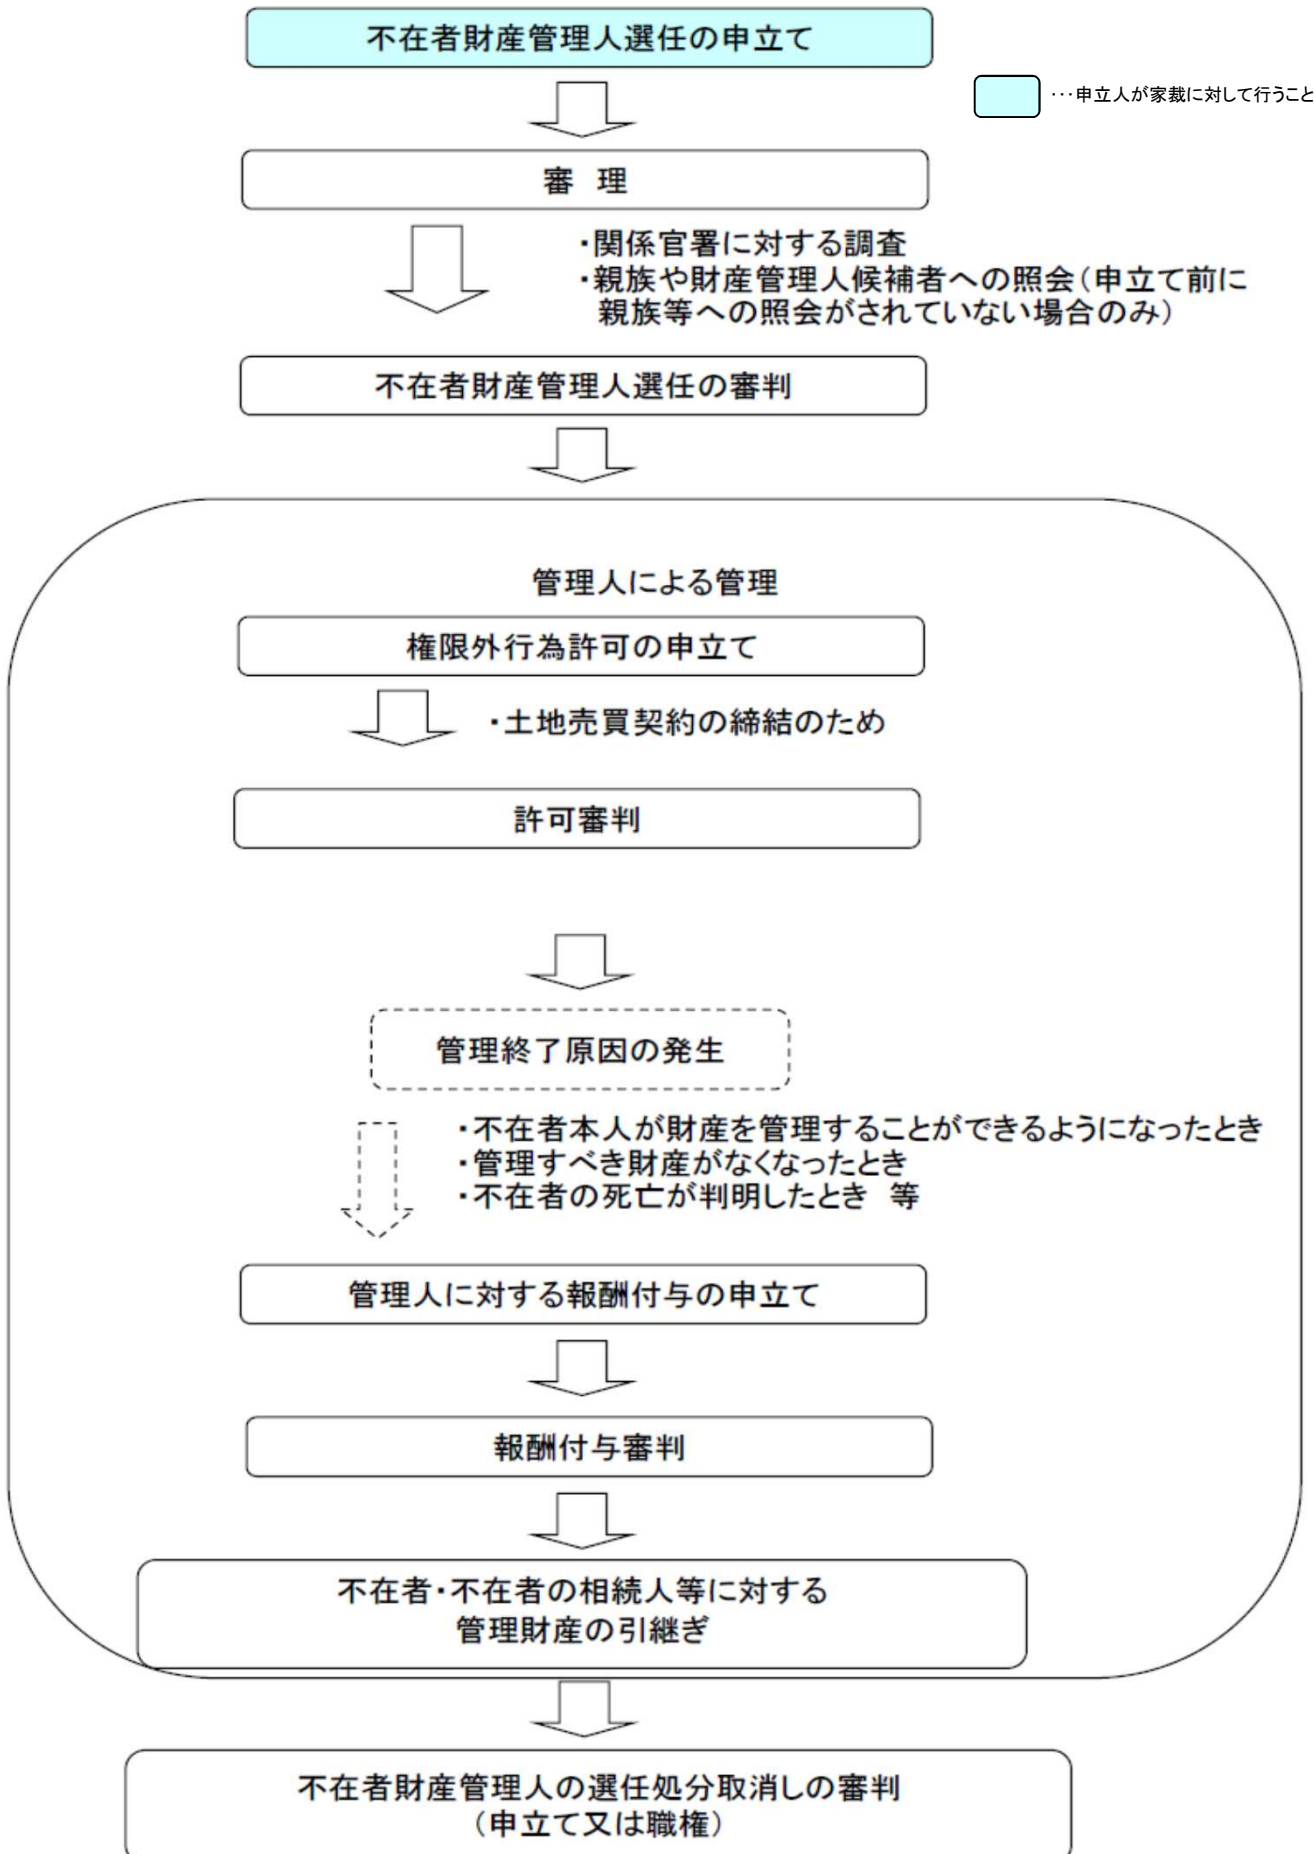 不在者財産管理人選任の申立て
･･･申立人が家裁に対して行うこと
審 理
・関係官署に対する調査
・親族や財産管理人候補者への照会（申立て前に
親族等への照会がされていない場合のみ）
不在者財産管理人選任の審判
管理人による管理
権限外行為許可の申立て
・土地売買契約の締結のため
許可審判
管理終了原因の発生
・不在者本人が財産を管理することができるようになったとき
・管理すべき財産がなくなったとき
・不在者の死亡が判明したとき 等
管理人に対する報酬付与の申立て
報酬付与審判
不在者・不在者の相続人等に対する
管理財産の引継ぎ
不在者財産管理人の選任処分取消しの審判
（申立て又は職権）